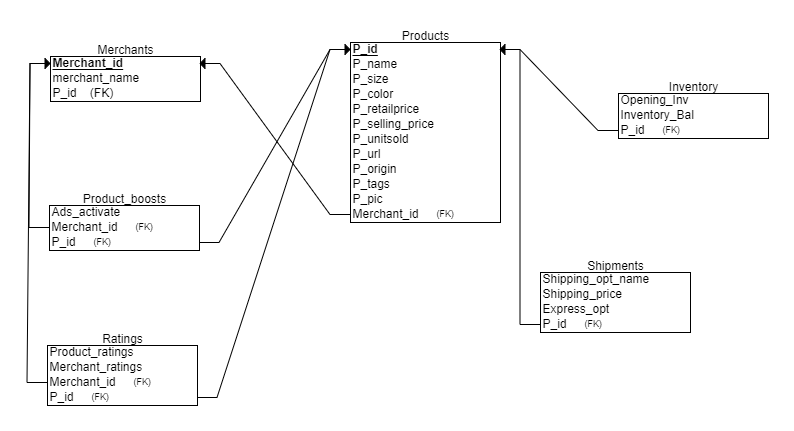 Merchants
Merchant_id
merchant_name
P_id (FK)
Product_boosts
Ads_activate
Merchant_id (FK)
P_id (FK)
Ratings
Product_ratings
Merchant_ratings
Merchant_id (FK)
P_id (FK)
Products
P_id
P_name
P_size
P_color
P_retailprice
P_selling_price
P_unitsold
P_url
P_origin
P_tags
P_pic
Merchant_id (FK)
Inventory
Opening_Inv
Inventory_Bal
P_id (FK)
Shipments
Shipping_opt_name
Shipping_price
Express_opt
P_id (FK)